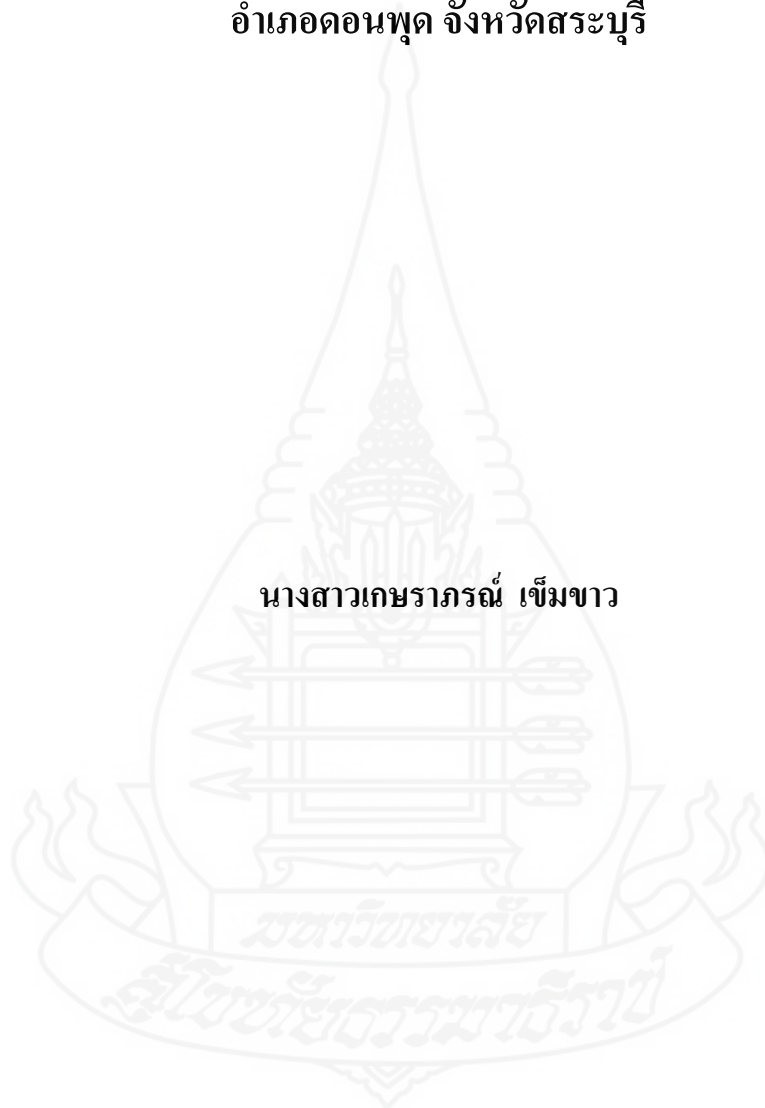 อำเภอดอนพุด จังหวัดสระบุรี
นางสาวเกษราภรณ์ เข็มขาว
มหาวิทยาลัย
สุโขทัยธรรมาธิราช